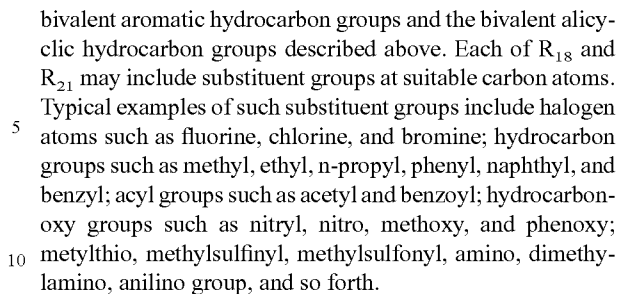 bivalent aromatic hydrocarbon groups and the bivalent alicy-
clic hydrocarbon groups described above. Each of R18 and
R21 may include substituent groups at suitable carbon atoms.
Typical examples of such substituent groups include halogen
5 atoms such as fluorine, chlorine, and bromine; hydrocarbon
groups such as methyl, ethyl, n-propyl, phenyl, naphthyl, and
benzyl; acyl groups such as acetyl and benzoyl; hydrocarbon-
oxy groups such as nitryl, nitro, methoxy, and phenoxy;
10 metylthio, methylsulfinyl, methylsulfonyl, amino, dimethy-
lamino, anilino group, and so forth.